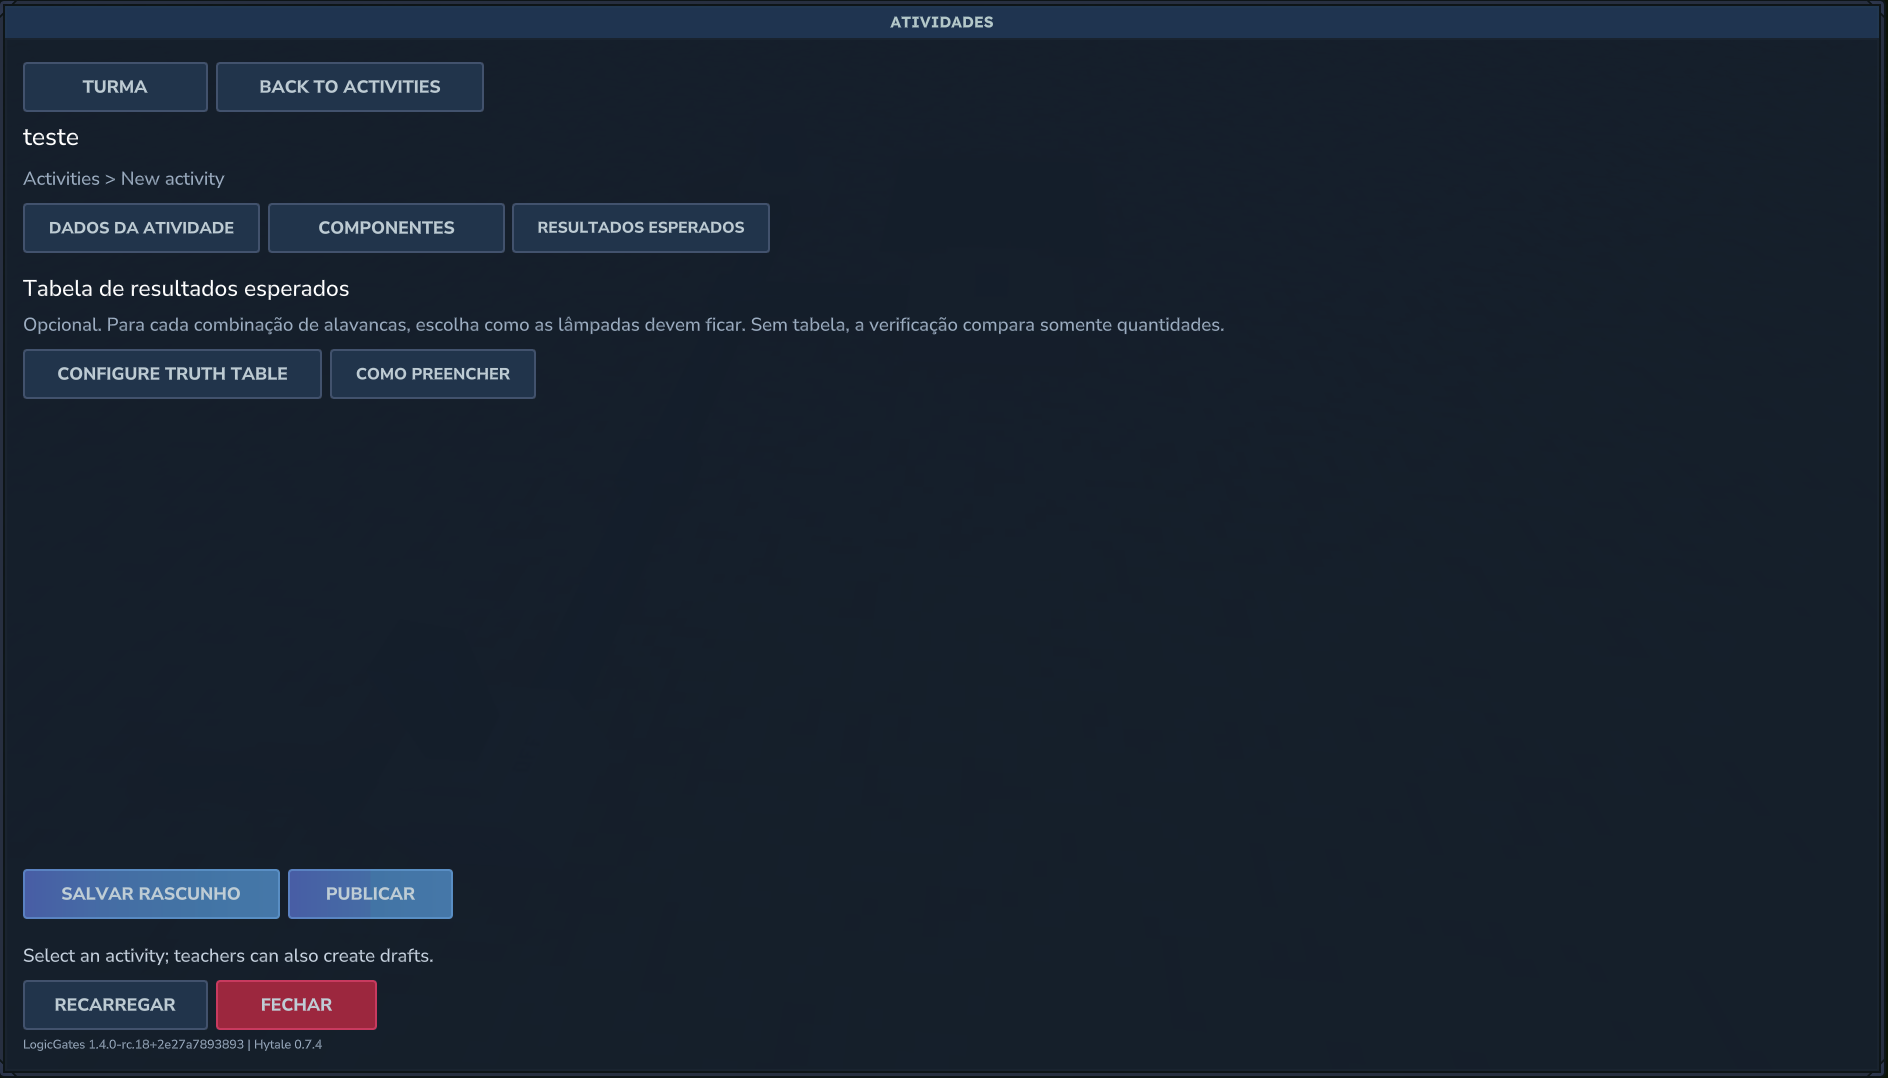 ATIVIDADES
TURMA BACK TO ACTIVITIES
teste
Activities > New activity
DADOS DA ATIVIDADE COMPONENTES RESULTADOS ESPERADOS
Tabela de resultados esperados
Opcional. Para cada combinação de alavancas, escolha como as lâmpadas devem ficar. Sem tabela, a verificação compara somente quantidades.
CONFIGURE TRUTH TABLE COMO PREENCHER
SALVAR RASCUNHO PUBLICAR
Select an activity; teachers can also create drafts.
RECARREGAR FECHAR
LogicGates 1.4.0-rc.18+2e27a7893893 | Hytale 0.7.4